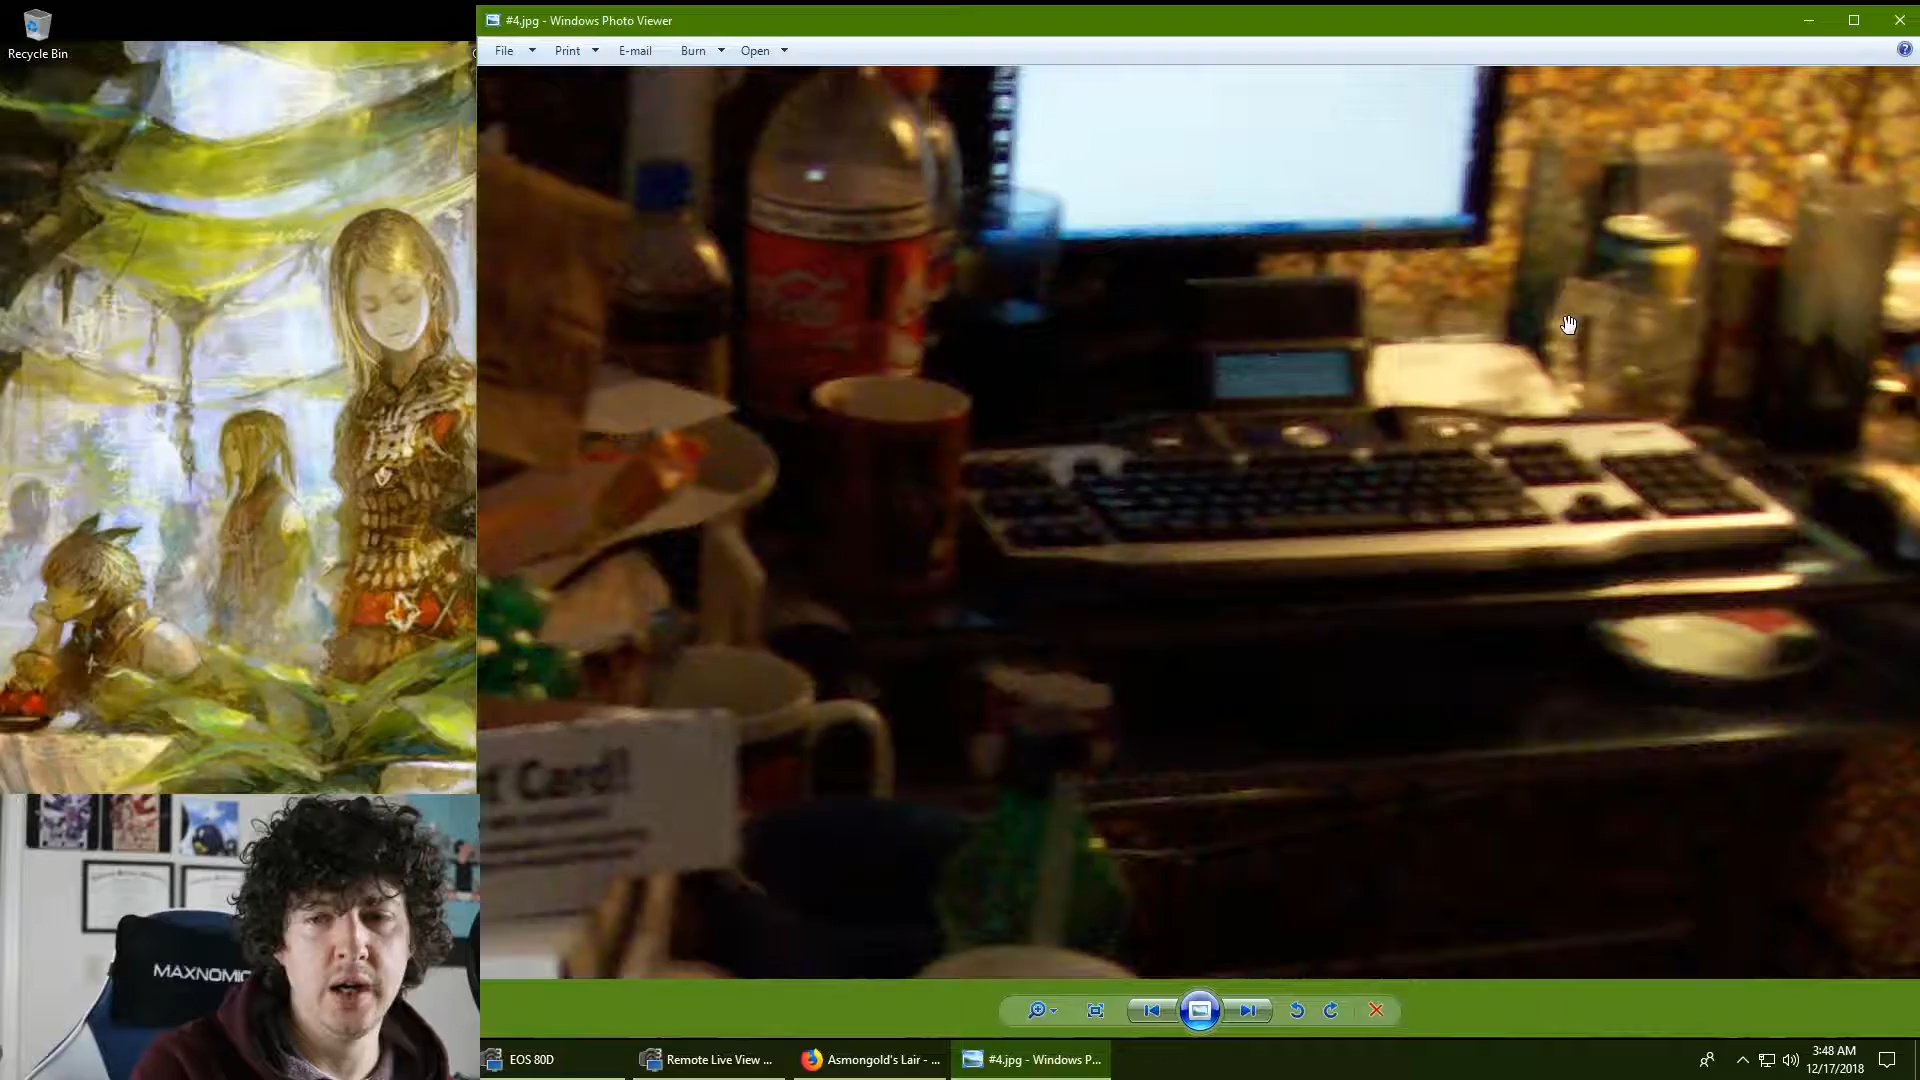 Recycle Bin
#4.jpg - Windows Photo Viewer
File
Print
E-mail
Burn
Open
t Card!
MAXNOMIC
EOS 80D
Remote Live View ...
Asmongold's Lair - ...
#4.jpg - Windows P...
3:48 AM
12/17/2018